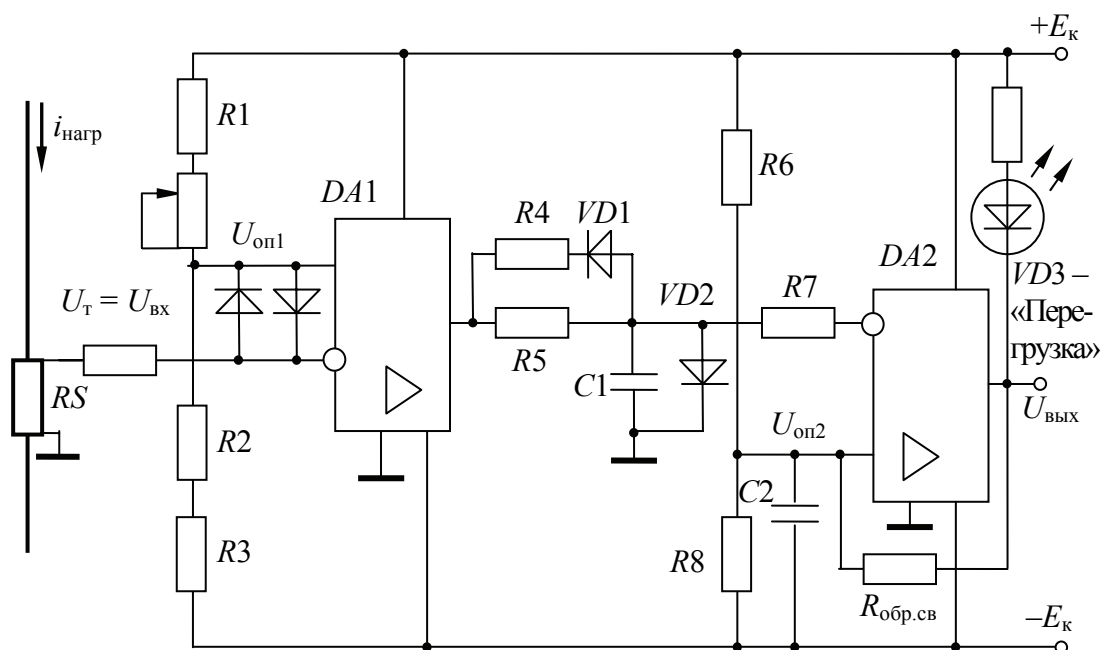 +Eк
R1
iнагр
R6
DA1
R4
VD1
Uоп1
DA2
VD2
R7
VD3 –
«Пере-
грузка»
Uт = Uвх
R5
C1
RS
Uвых
Uоп2
R2
C2
R3
R8
Rобр.св
–Eк